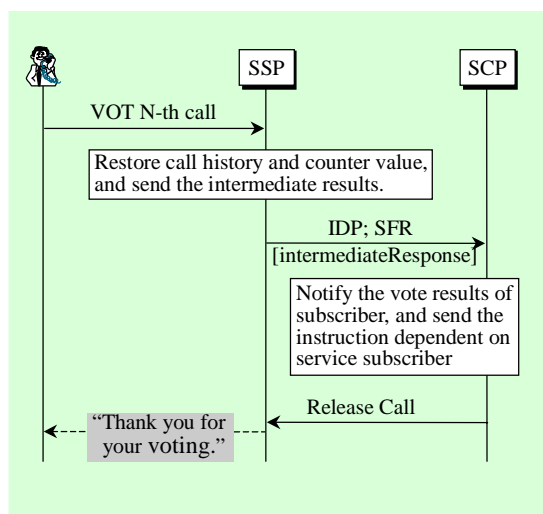 SSP
SCP
VOT N-th call
Restore call history and counter value,
and send the intermediate results.
IDP; SFR
[intermediateResponse]
Notify the vote results of
subscriber, and send the
instruction dependent on
service subscriber
Release Call
“Thank you for
your voting.”